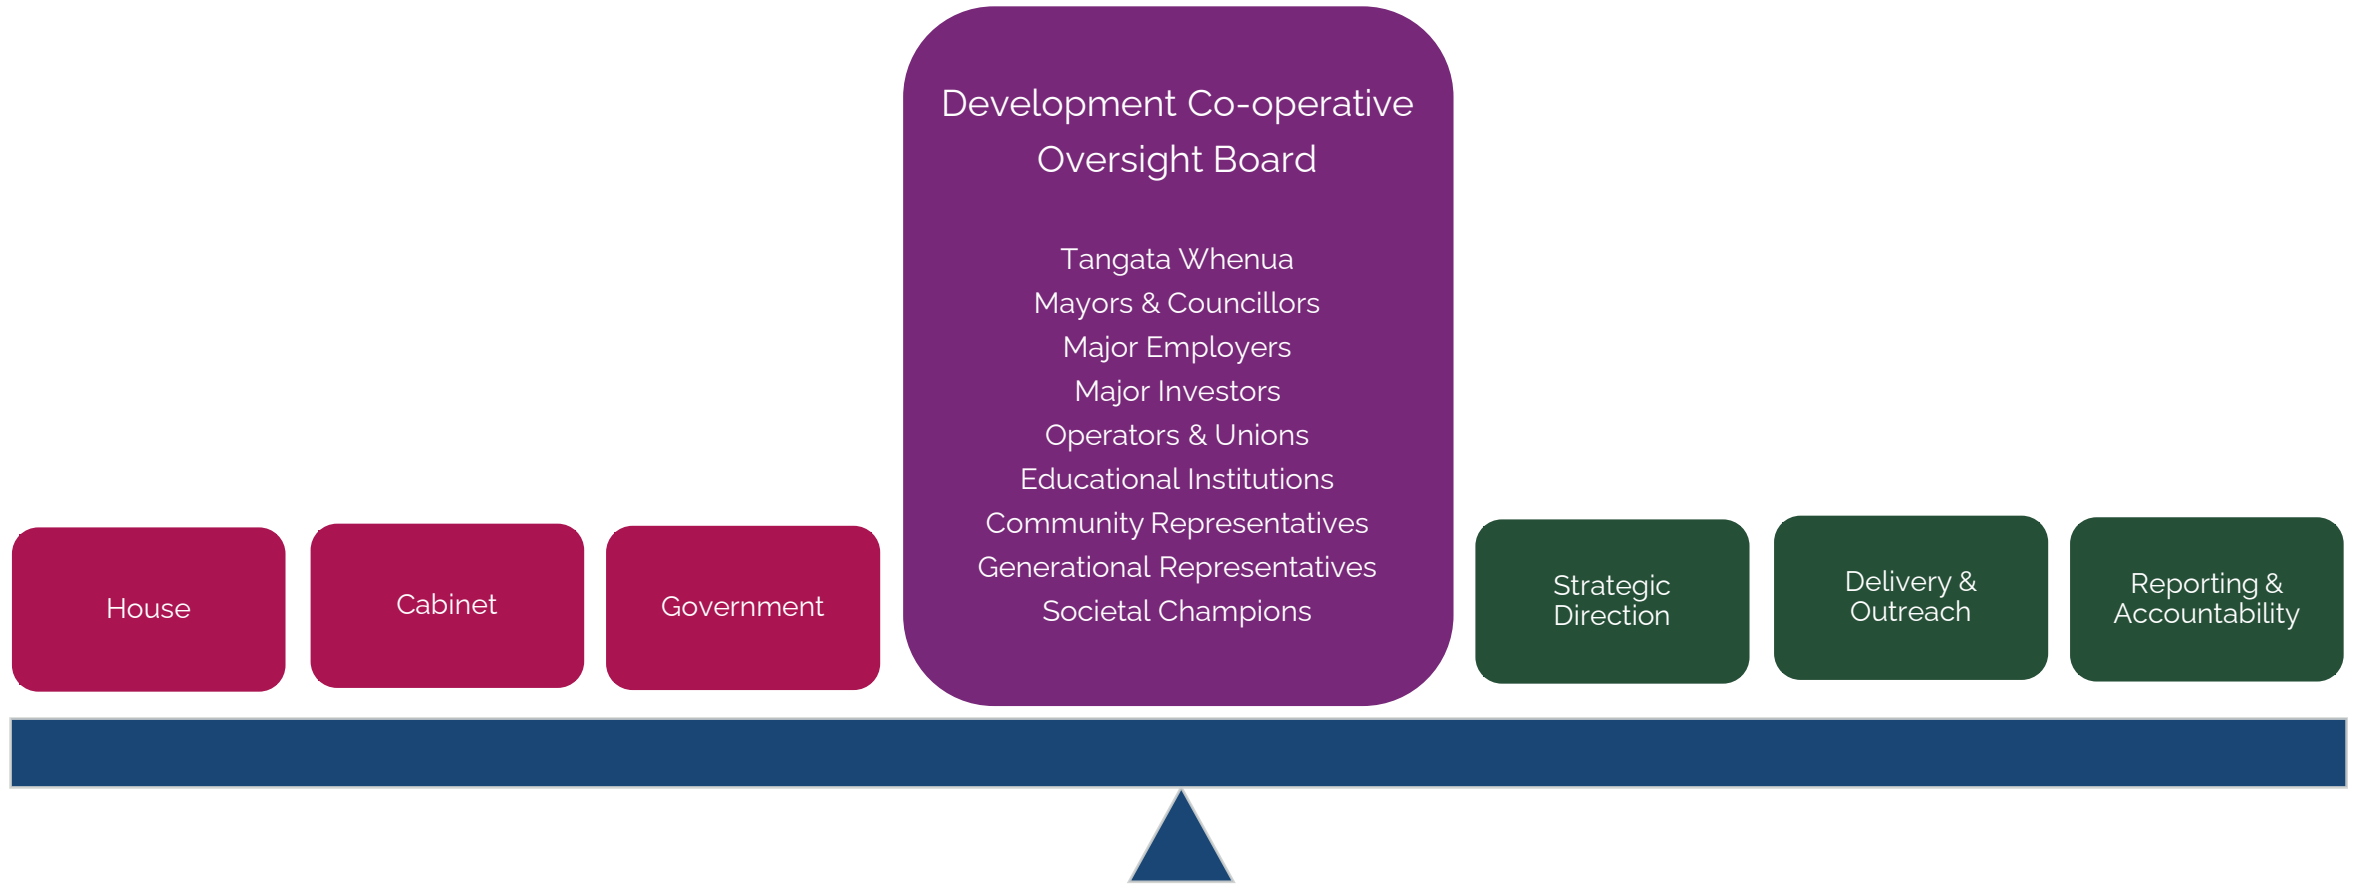 Development Co-operative
Oversight Board
Tangata Whenua
Mayors & Councillors
Major Employers
Major Investors
Operators & Unions
Educational Institutions
Community Representatives
Generational Representatives
Societal Champions
House
Cabinet
Government
Strategic
Direction
Delivery &
Outreach
Reporting &
Accountability